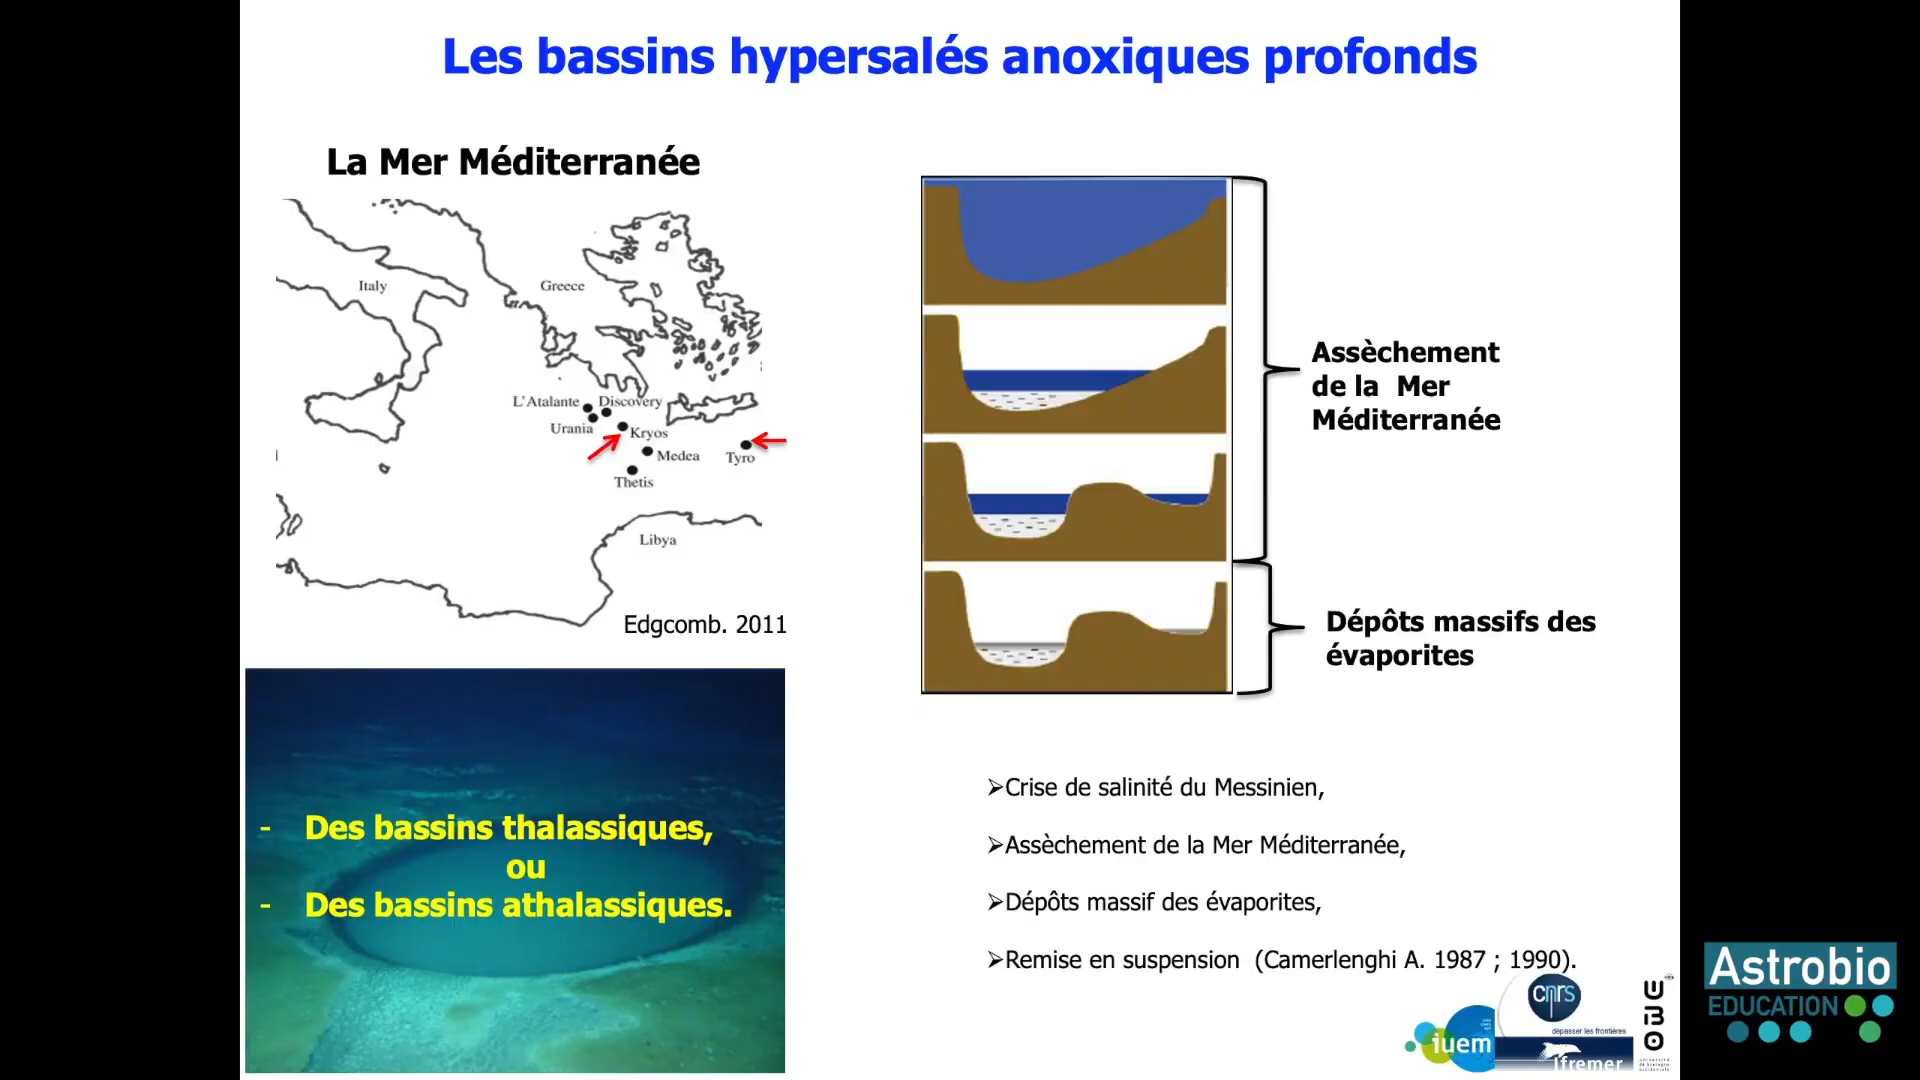 Les bassins hypersalés anoxiques profonds
La Mer Méditerranée
Italy
Greece
L'Atalante
Discovery
Urania
Kryos
Medea
Tyro
Thetis
Libya
Edgcomb. 2011
- Des bassins thalassiques,
ou
- Des bassins athalassiques.
Assèchement
de la Mer
Méditerranée
Dépôts massifs des
évaporites
➢Crise de salinité du Messinien,
➢Assèchement de la Mer Méditerranée,
➢Dépôts massif des évaporites,
➢Remise en suspension (Camerlenghi A. 1987 ; 1990).
iuem
cnrs
dépasser les frontières
Ifremer
Astrobio
EDUCATION